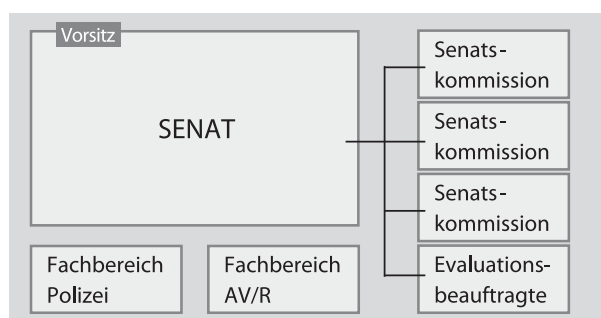 Vorsitz
SENAT
Senats-
kommission
Senats-
kommission
Senats-
kommission
Evaluations-
beauftragte
Fachbereich
Polizei
Fachbereich
AV/R